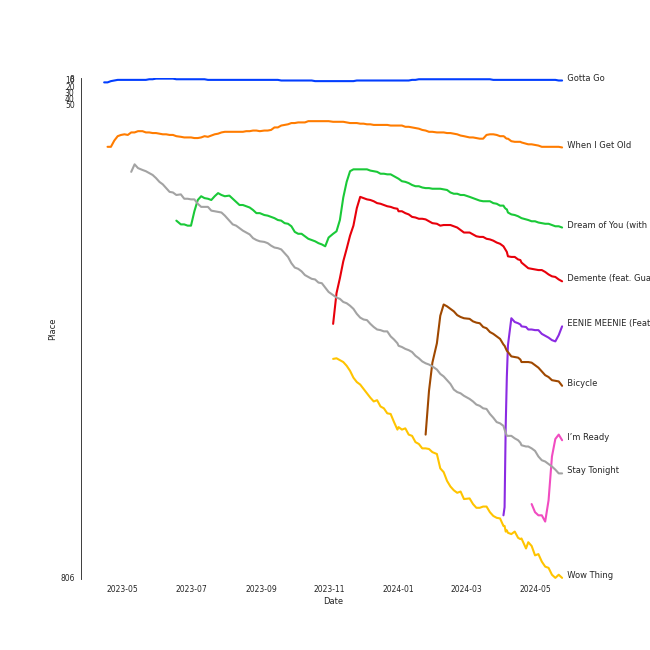 Gotta Go
10
20
30
40
50
When I Get Old
Dream of You (with
Demente (feat. Gua
EENIE MEENIE (Feat
Place
Bicycle
I'm Ready
Stay Tonight
Wow Thing
806
2023-05 2023-07 2023-09 2023-11 2024-01 2024-03 2024-05
Date